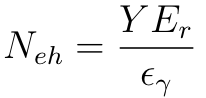 $N_{eh} = \frac{Y E_r}{\epsilon_\gamma}$